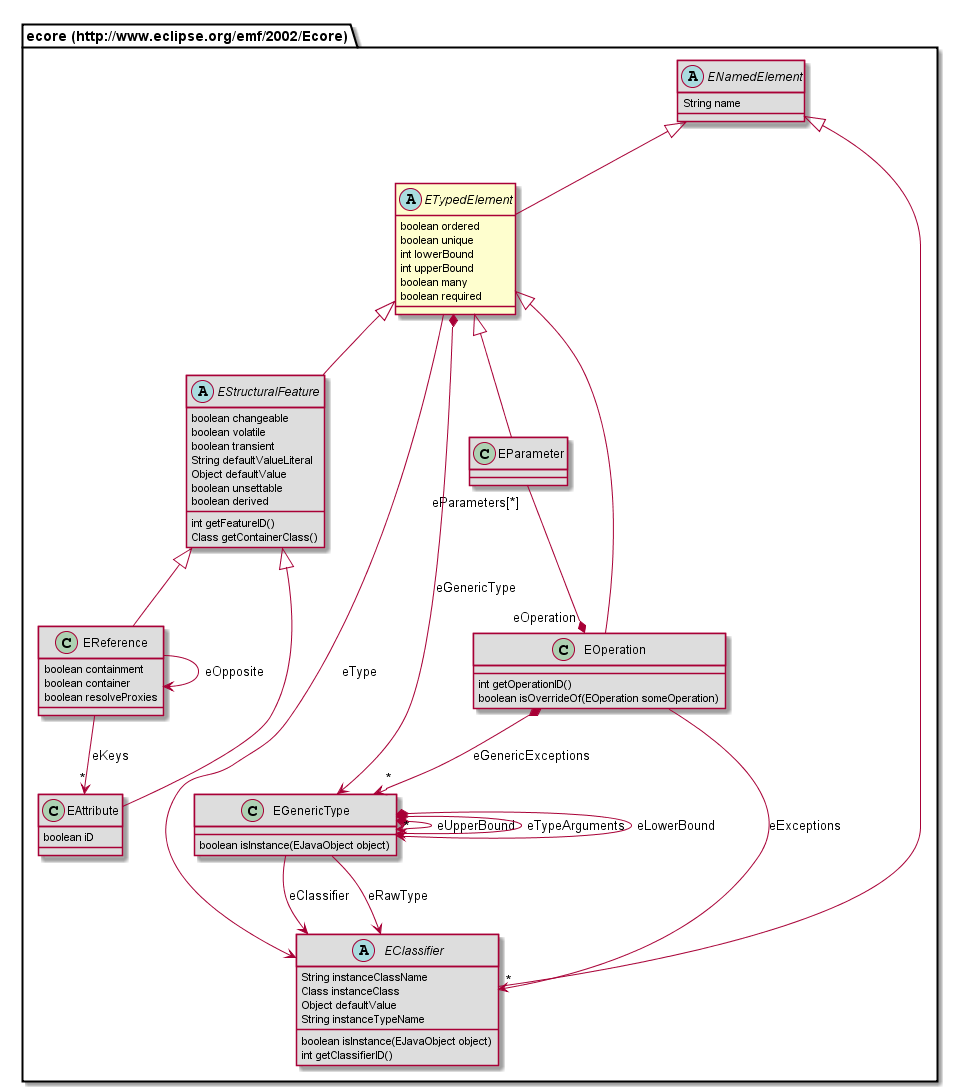 ecore (http://www.eclipse.org/emf/2002/Ecore)
A ENamedElement
String name
A ETypedElement
boolean ordered
boolean unique
int lowerBound
int upperBound
boolean many
boolean required
A EStructuralFeature
boolean changeable
boolean volatile
boolean transient
String defaultValueLiteral
Object defaultValue
boolean unsettable
boolean derived
int getFeatureID()
Class getContainerClass()
C EParameter
eParameters[*]
eGenericType
eOperation
C EReference
boolean containment
boolean container
boolean resolveProxies
eOpposite
eType
C EOperation
int getOperationID()
boolean isOverrideOf(EOperation someOperation)
eKeys
*
eGenericExceptions
*
C EAttribute
boolean iD
C EGenericType
boolean isInstance(EJavaObject object)
*
eUpperBound
eTypeArguments
eLowerBound
eExceptions
eClassifier
eRawType
A EClassifier
String instanceClassName
Class instanceClass
Object defaultValue
String instanceTypeName
boolean isInstance(EJavaObject object)
int getClassifierID()
*